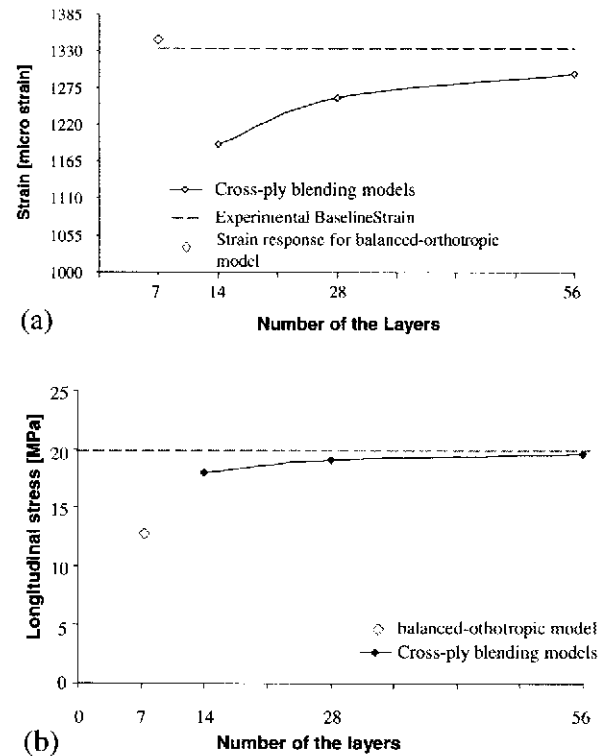 1385
1330
1275
1220
1165
1110
1055
1000
Strain [micro strain]
Cross-ply blending models
Experimental BaselineStrain
Strain response for balanced-orthotropic
model
7 14 28 56
(a)
Number of the Layers
30
25
20
15
10
5
0
Longitudinal stress [MPa]
balanced-othotropic model
Cross-ply blending models
0 7 14 28 56
(b)
Number of the layers